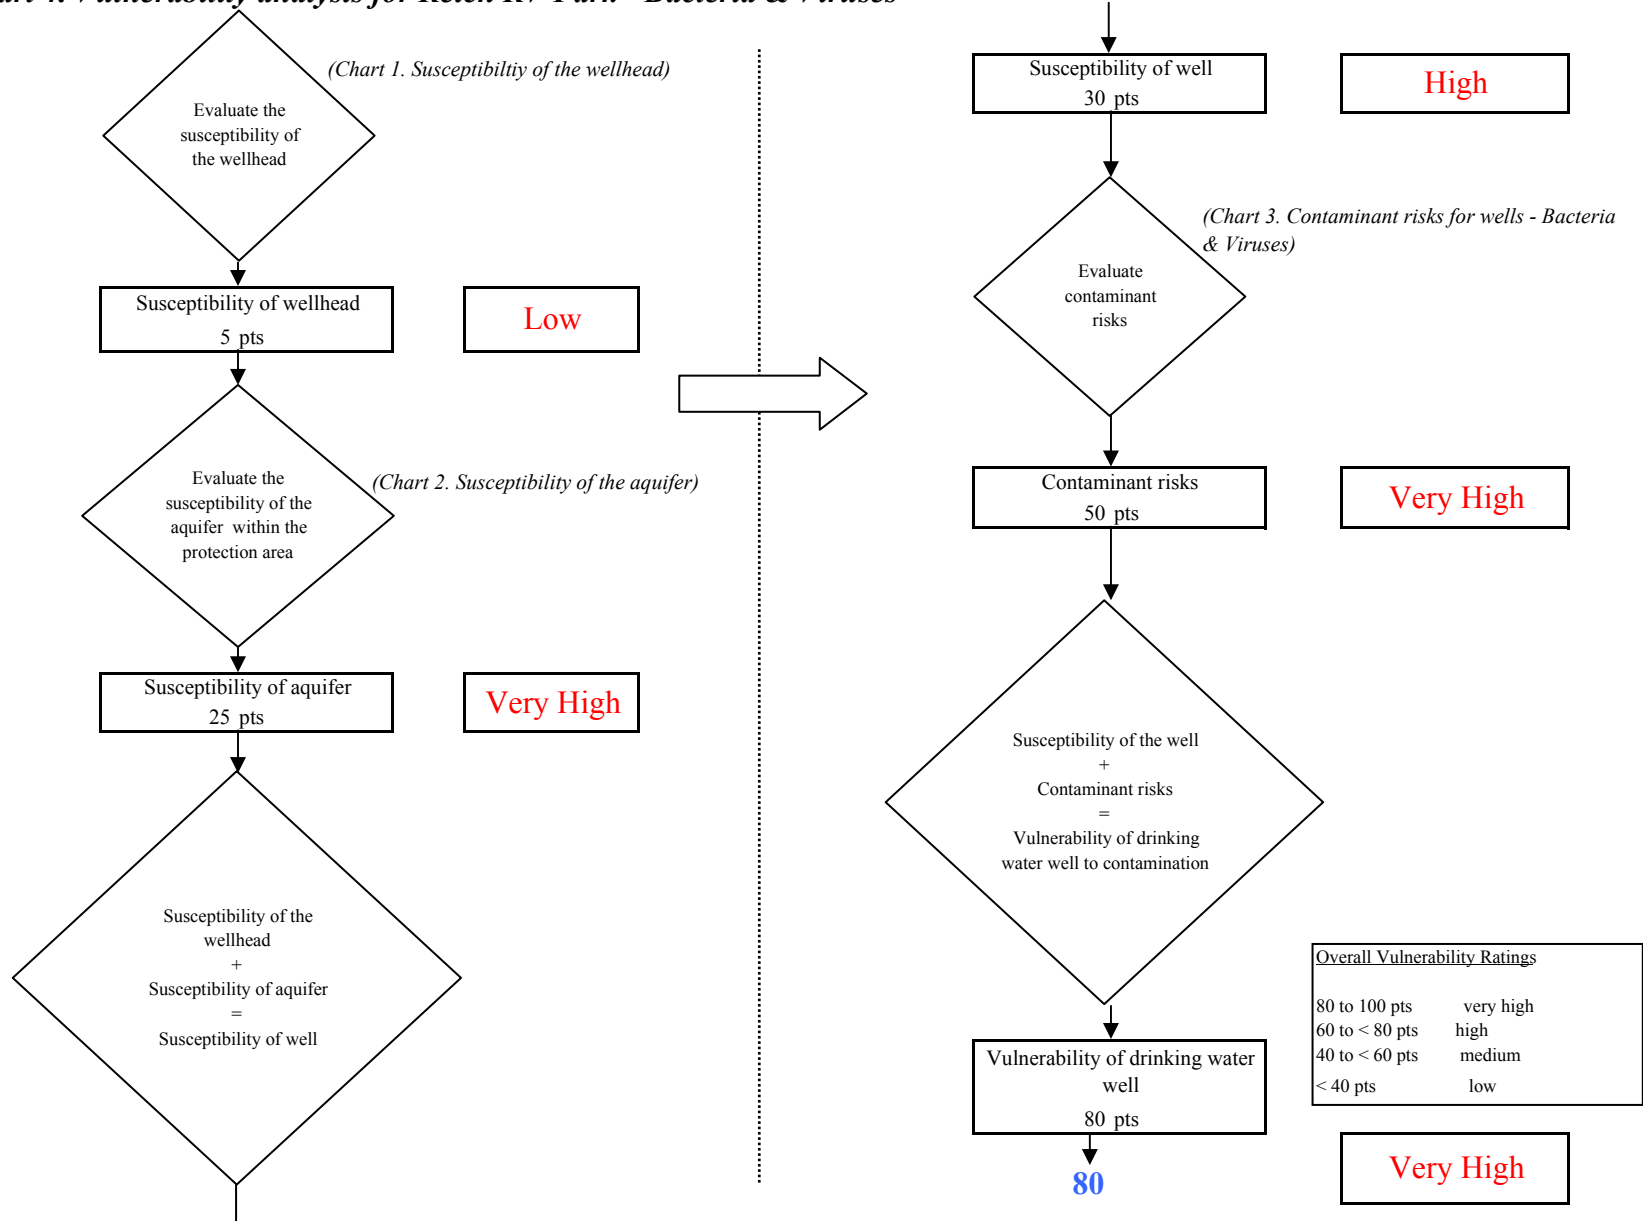 Vulnerability analysis for
Park - Bacteria & Viruses
(Chart 1. Susceptibiltiy of the wellhead)
Evaluate the
susceptibility of
the wellhead
Susceptibility of wellhead
5 pts
Low
Evaluate the
susceptibility of the
aquifer within the
protection area
(Chart 2. Susceptibility of the aquifer)
Susceptibility of aquifer
25 pts
Very High
Susceptibility of the
wellhead
+
Susceptibility of aquifer
=
Susceptibility of well
Susceptibility of well
30 pts
High
(Chart 3. Contaminant risks for wells - Bacteria
& Viruses)
Evaluate
contaminant
risks
Contaminant risks
50 pts
Very High
Susceptibility of the well
+
Contaminant risks
=
Vulnerability of drinking
water well to contamination
Overall Vulnerability Ratings
80 to 100 pts very high
60 to < 80 pts high
40 to < 60 pts medium
< 40 pts low
Vulnerability of drinking water
well
80 pts
80
Very High